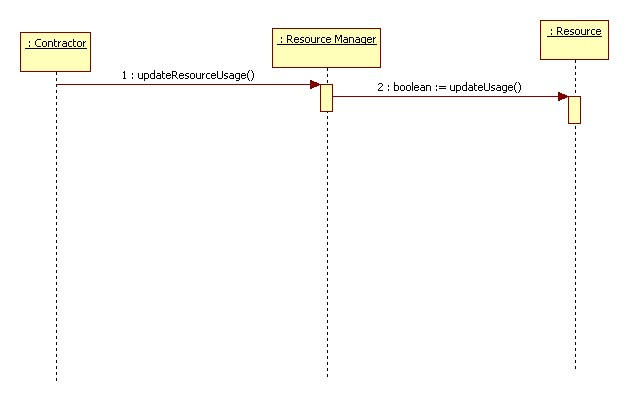 : Contractor
: Resource Manager
: Resource
1 : updateResourceUsage()
2 : boolean := updateUsage()